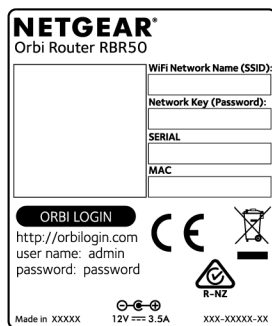 NETGEAR®
Orbi Router RBR50
WiFi Network Name (SSID):
Network Key (Password):
SERIAL
MAC
ORBI LOGIN
http://orbilogin.com
user name: admin
password: password
CE
R-NZ
Made in XXXXX
12V ⎓ 3.5A
XXX-XXXXX-XX